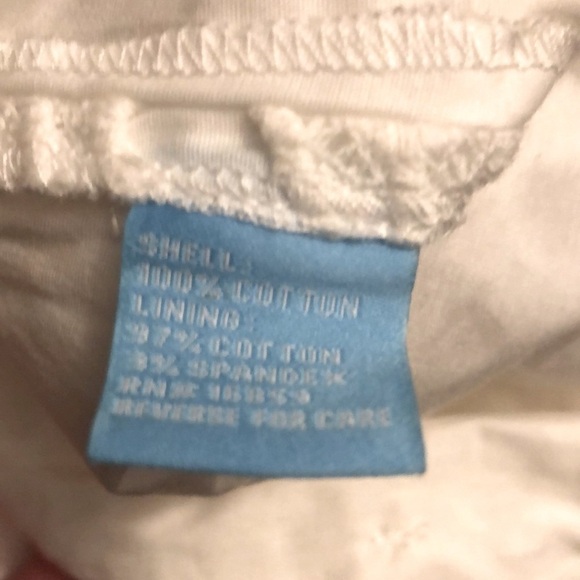 SHELL:
100% COTTON
LINING:
97% COTTON
3% SPANDEX
RN#
REVERSE FOR CARE